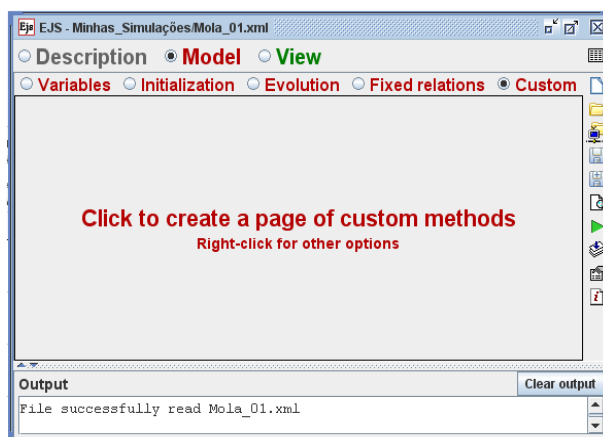 Ejs EJS - Minhas_Simulações/Mola_01.xml
Description Model View
Variables Initialization Evolution Fixed relations Custom
Click to create a page of custom methods
Right-click for other options
Output Clear output
File successfully read Mola_01.xml